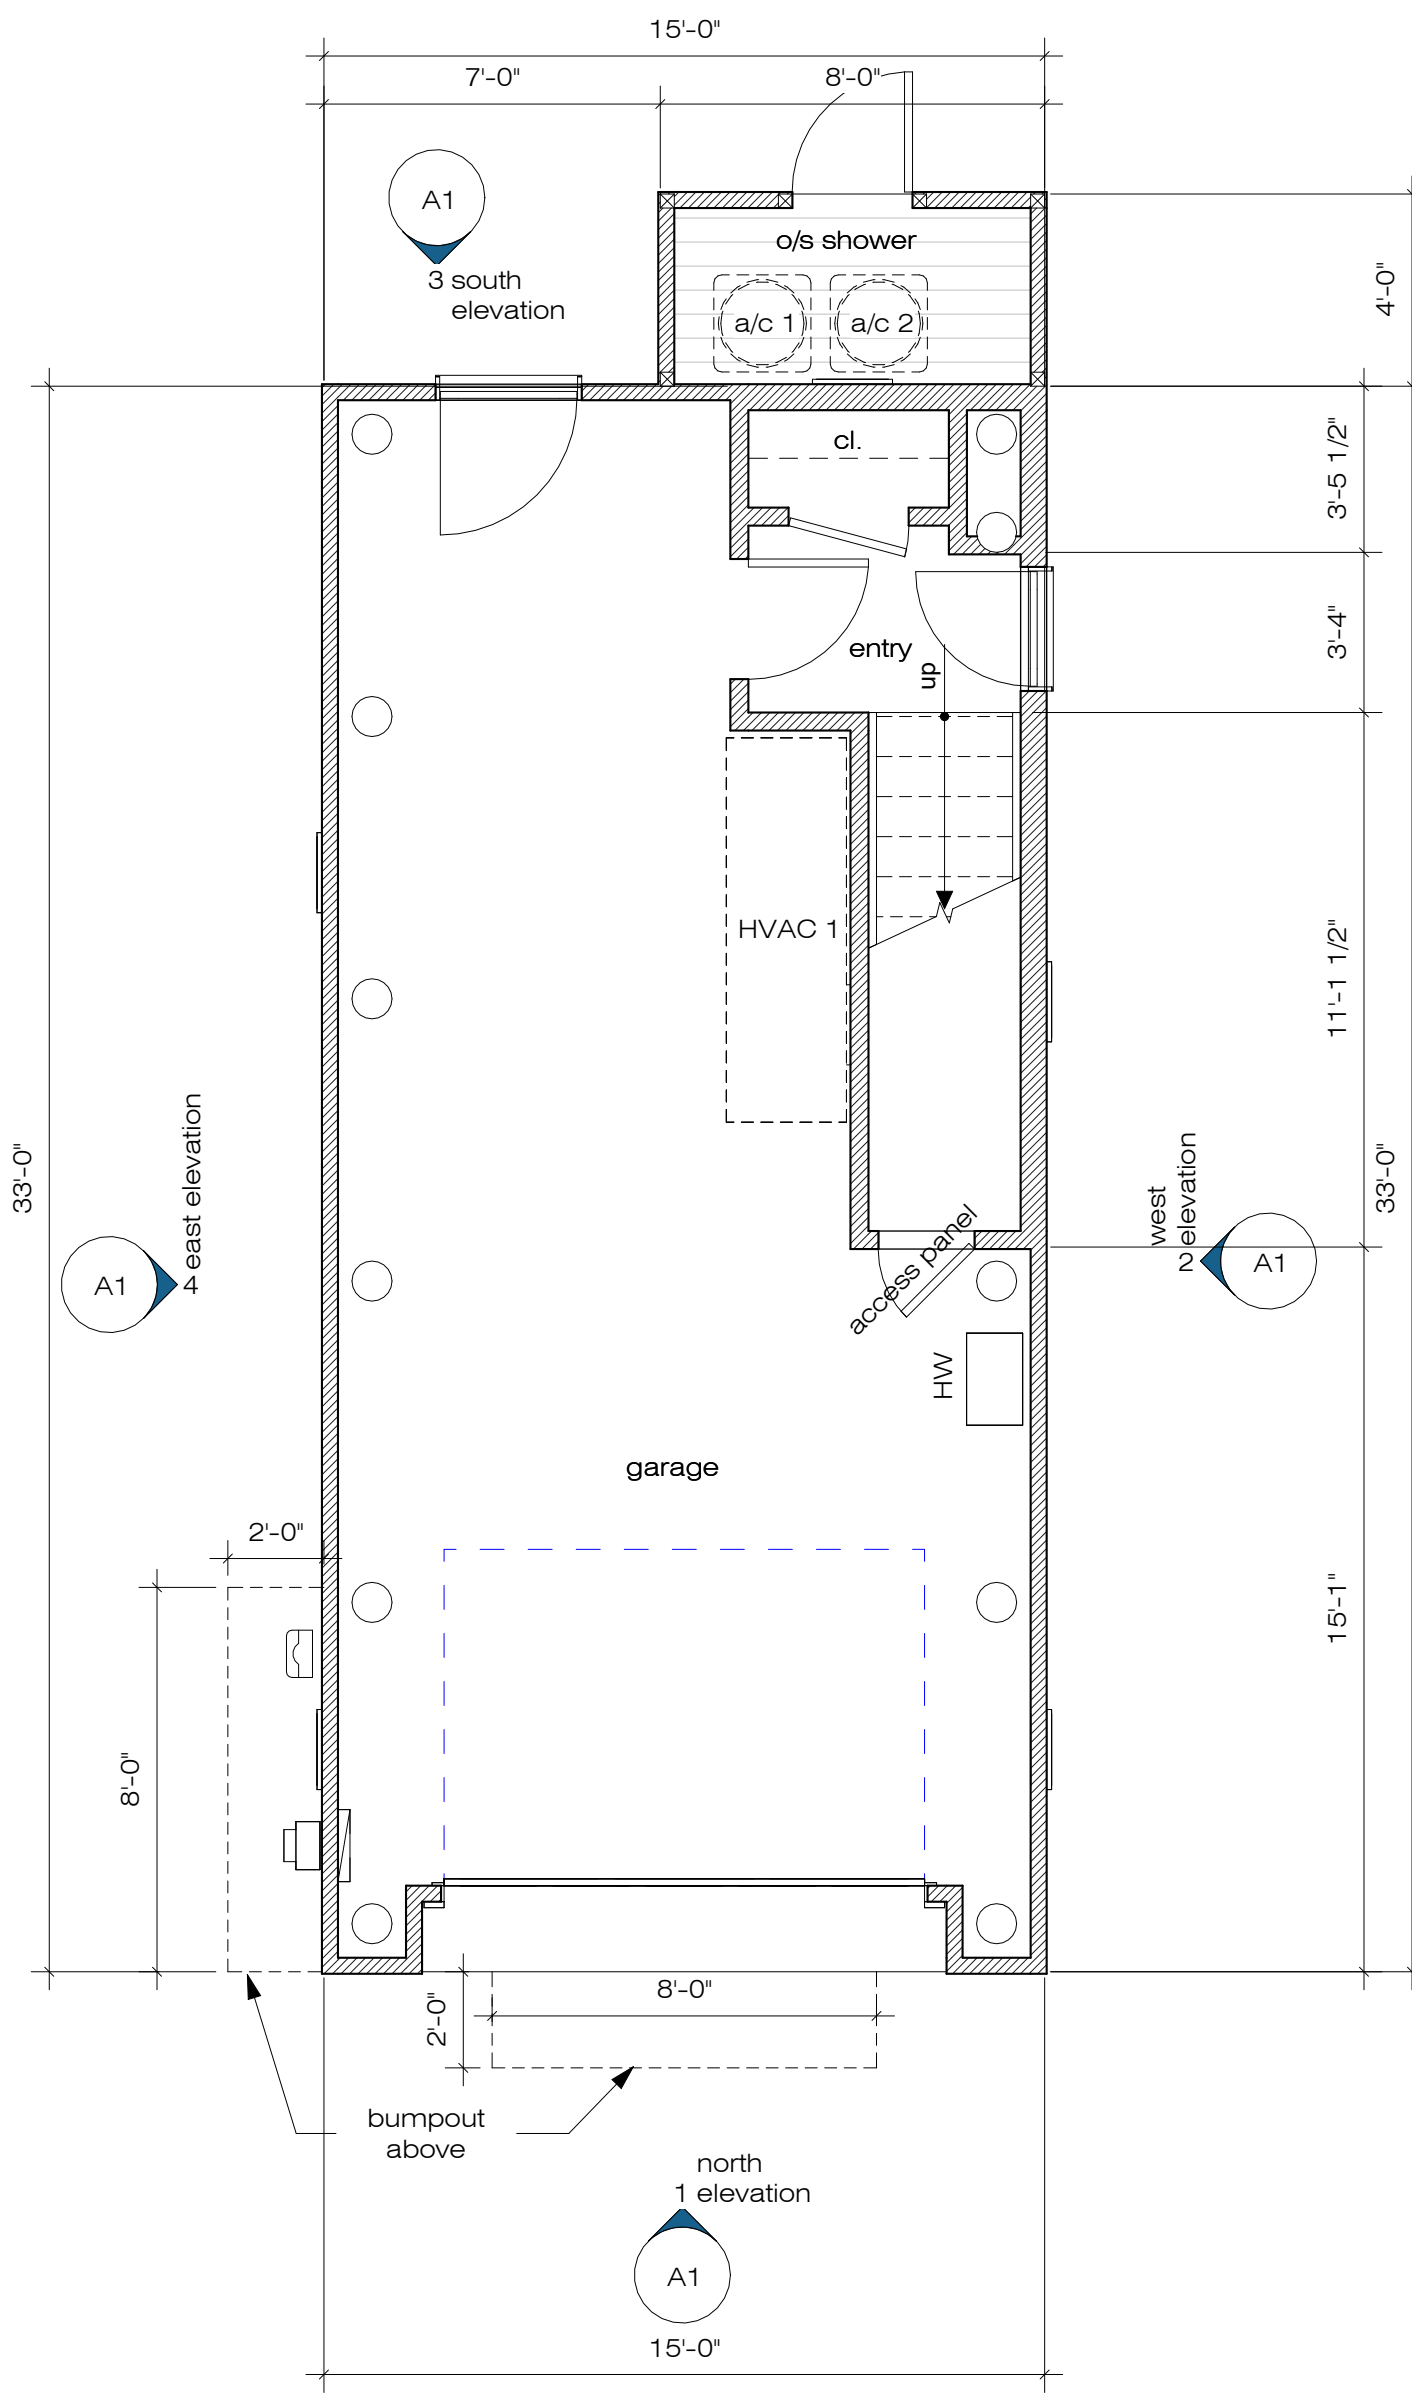 15'-0"
7'-0"
8'-0"
A1
3 south
elevation
o/s shower
a/c 1
a/c 2
4'-0"
cl.
3'-5 1/2"
entry
up
3'-4"
HVAC 1
11'-1 1/2"
33'-0"
east elevation
A1
4
access panel
west
elevation
2
A1
33'-0"
HW
garage
2'-0"
8'-0"
15'-1"
8'-0"
2'-0"
bumpout
above
north
1 elevation
A1
15'-0"